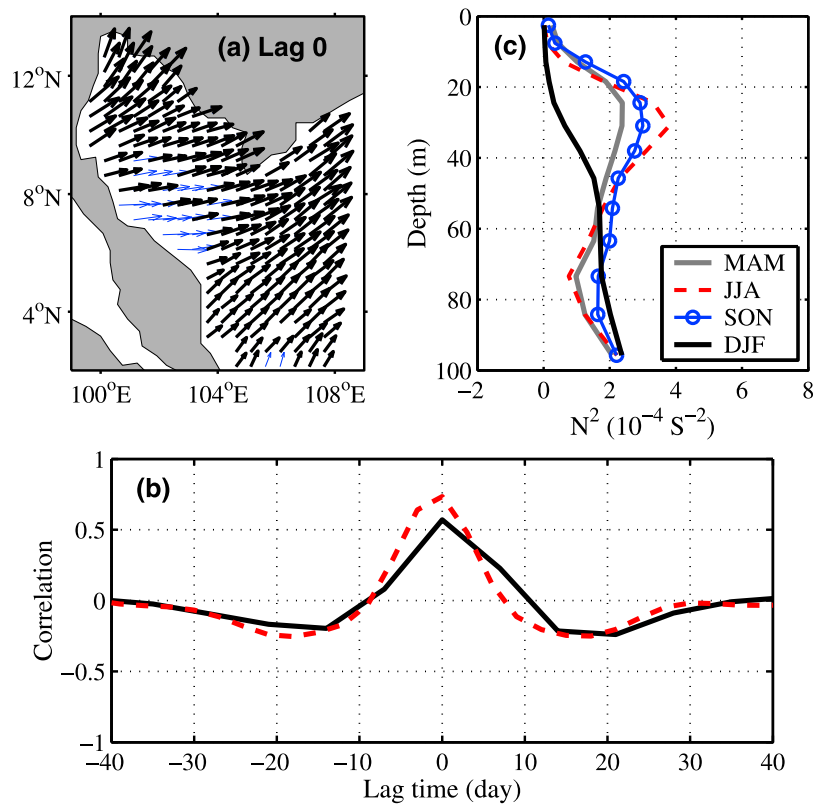 (a) Lag 0
12°N
8°N
4°N
100°E
104°E
108°E
(c)
0
20
40
60
80
100
Depth (m)
MAM
JJA
SON
DJF
−2
0
2
4
6
8
N² (10⁻⁴ S⁻²)
(b)
1
0.5
0
−0.5
−1
Correlation
−40
−30
−20
−10
0
10
20
30
40
Lag time (day)